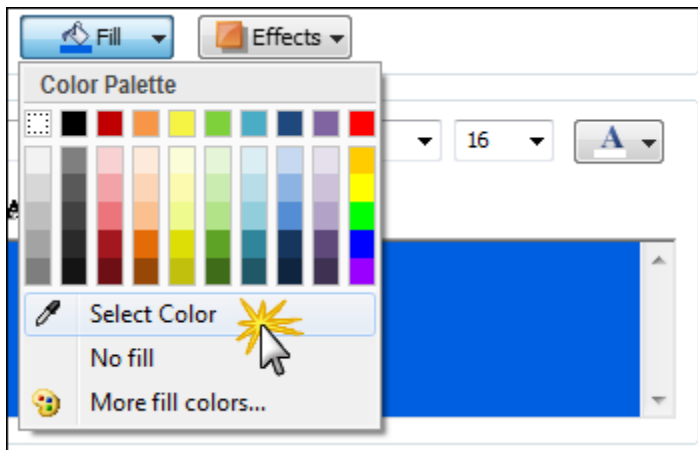 Fill
Effects
Color Palette
16
A
Select Color
No fill
More fill colors...